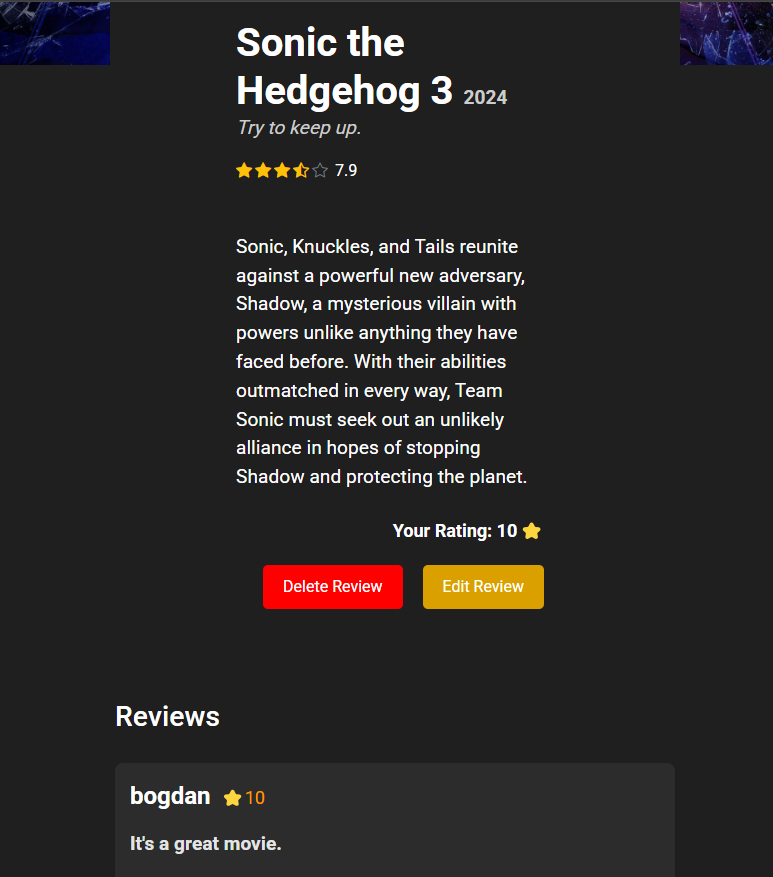 Sonic the
Hedgehog 3 2024
Try to keep up.
7.9
Sonic, Knuckles, and Tails reunite
against a powerful new adversary,
Shadow, a mysterious villain with
powers unlike anything they have
faced before. With their abilities
outmatched in every way, Team
Sonic must seek out an unlikely
alliance in hopes of stopping
Shadow and protecting the planet.
Your Rating: 10
Delete Review Edit Review
Reviews
bogdan 10
It's a great movie.